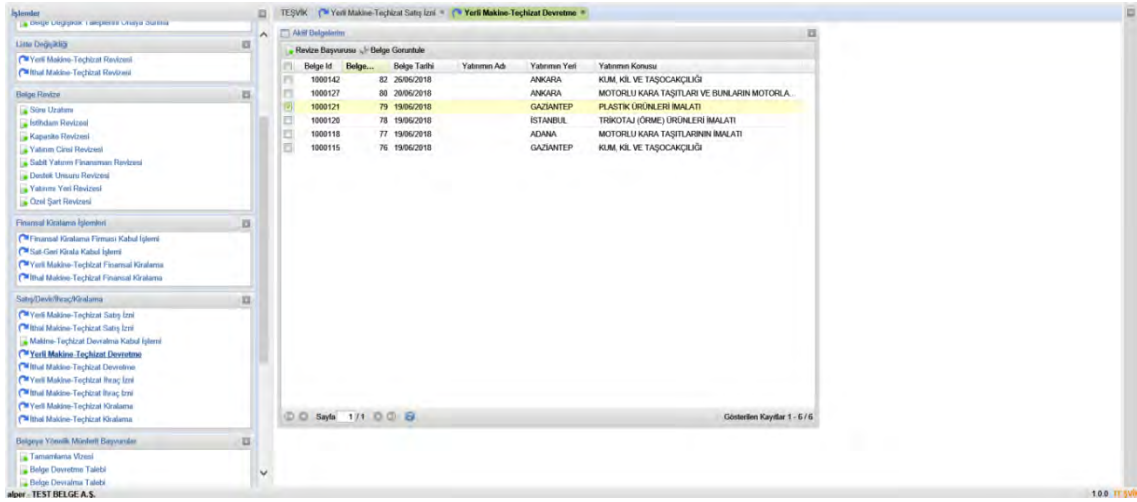 İşlemler
Belge Değişiklik Taleplerini Onaya Sunma
Liste Değişikliği
Yerli Makine-Teçhizat Revizesi
İthal Makine-Teçhizat Revizesi
Belge Revize
Süre Uzatımı
İstihdam Revizesi
Kapasite Revizesi
Yatırım Cinsi Revizesi
Sabit Yatırım Finansman Revizesi
Destek Unsuru Revizesi
Yatırım Yeri Revizesi
Özel Şart Revizesi
Finansal Kiralama İşlemleri
Finansal Kiralama Firması Kabul İşlemi
Sat-Geri Kirala Kabul İşlemi
Yerli Makine-Teçhizat Finansal Kiralama
İthal Makine-Teçhizat Finansal Kiralama
Satış/Devir/İhraç/Kiralama
Yerli Makine-Teçhizat Satış İzni
İthal Makine-Teçhizat Satış İzni
Makine-Teçhizat Devralma Kabul İşlemi
Yerli Makine-Teçhizat Devretme
İthal Makine-Teçhizat Devretme
Yerli Makine-Teçhizat İhraç İzni
İthal Makine-Teçhizat İhraç İzni
Yerli Makine-Teçhizat Kiralama
İthal Makine-Teçhizat Kiralama
Belgeye Yönelik Münferit Başvurular
Tamamlama Vizesi
Belge Devretme Talebi
Belge Devralma Talebi
alper - TEST BELGE A.Ş.
TEŞVİK Yerli Makine-Teçhizat Satış İzni Yerli Makine-Teçhizat Devretme
Aktif Belgelerim
Revize Başvurusu Belge Goruntule
Belge Id Belge... Belge Tarihi Yatırımın Adı Yatırımın Yeri Yatırımın Konusu
1000142 82 26/06/2018 ANKARA KUM, KİL VE TAŞOCAKÇILIĞI
1000127 80 20/06/2018 ANKARA MOTORLU KARA TAŞITLARI VE BUNLARIN MOTORLA...
1000121 79 19/06/2018 GAZİANTEP PLASTİK ÜRÜNLERİ İMALATI
1000120 78 19/06/2018 İSTANBUL TRİKOTAJ (ÖRME) ÜRÜNLERİ İMALATI
1000118 77 19/06/2018 ADANA MOTORLU KARA TAŞITLARININ İMALATI
1000115 76 19/06/2018 GAZİANTEP KUM, KİL VE TAŞOCAKÇILIĞI
Sayfa 1 / 1 Gösterilen Kayıtlar 1 - 6 / 6
1.0.0 TEŞVİK